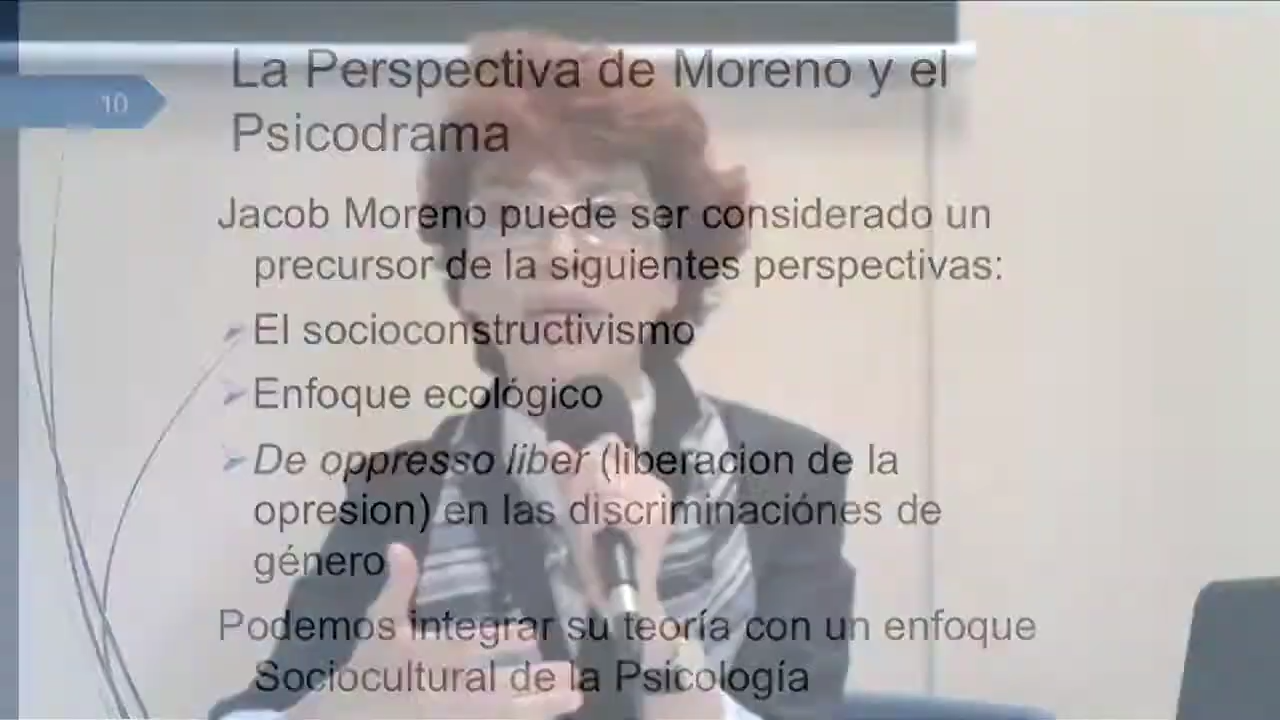 10
La Perspectiva de Moreno y el
Psicodrama
Jacob Moreno puede ser considerado un
precursor de la siguientes perspectivas:
El socioconstructivismo
Enfoque ecológico
De oppresso liber (liberacion de la
opresion) en las discriminaciónes de
género
Podemos integrar su teoría con un enfoque
Sociocultural de la Psicología